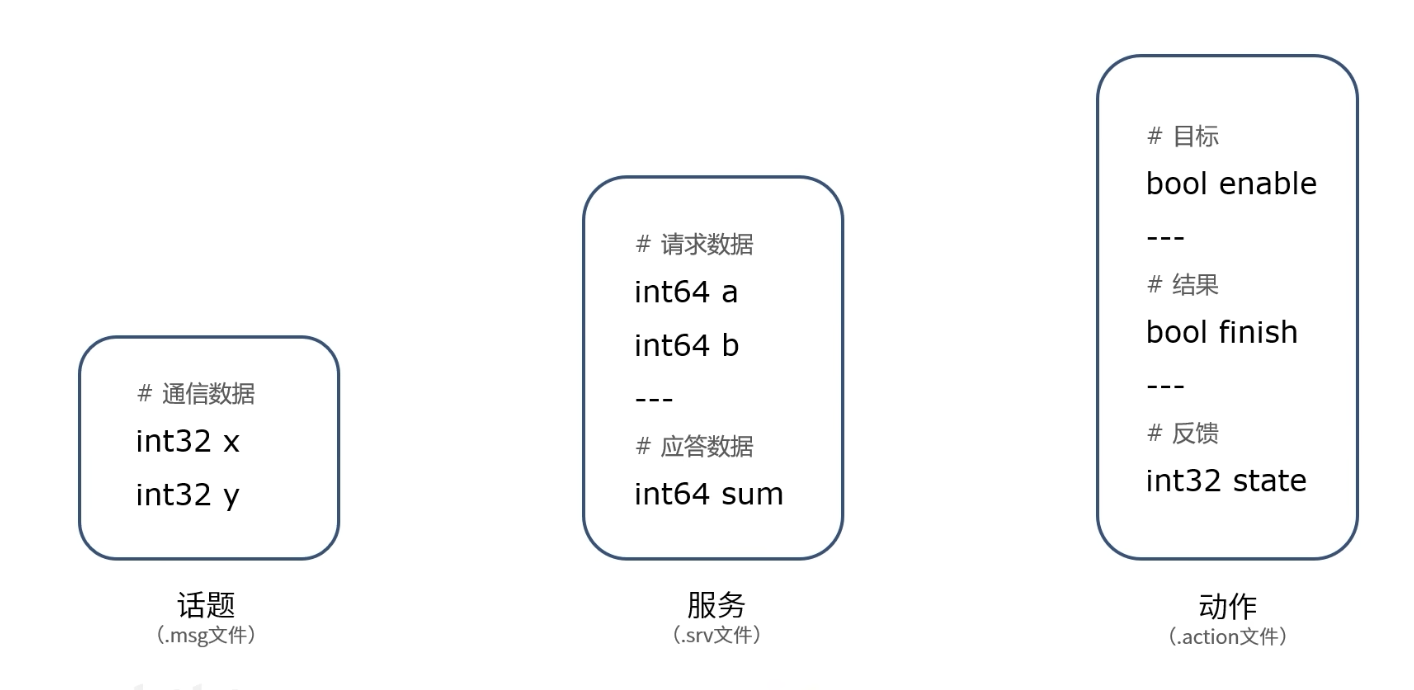 # 通信数据
int32 x
int32 y
话题
（.msg文件）
# 请求数据
int64 a
int64 b
---
# 应答数据
int64 sum
服务
（.srv文件）
# 目标
bool enable
---
# 结果
bool finish
---
# 反馈
int32 state
动作
（.action文件）